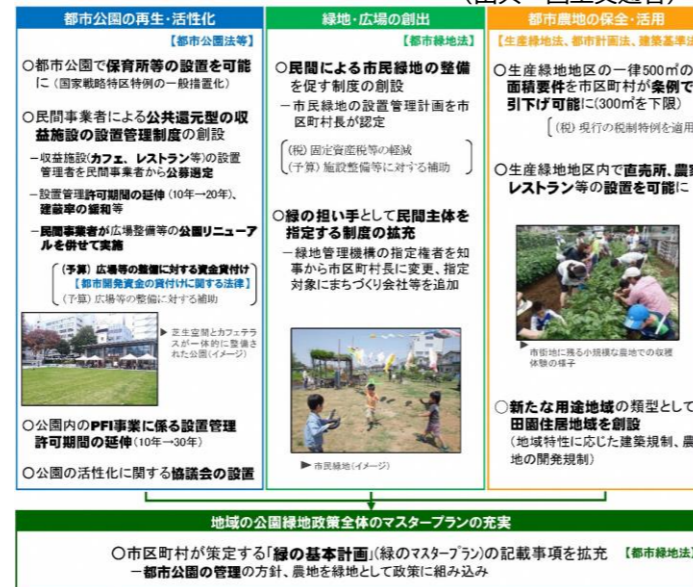 都市公園の再生・活性化
【都市公園法等】
○都市公園で保育所等の設置を可能
に（国家戦略特区特例の一般措置化）
○民間事業者による公共還元型の収
益施設の設置管理制度の創設
－収益施設(カフェ、レストラン等)の設置
管理者を民間事業者から公募選定
－設置管理許可期間の延伸（10年→20年）、
建蔽率の緩和等
－民間事業者が広場整備等の公園リニューア
ルを併せて実施
（予算）広場等の整備に対する資金貸付け
【都市開発資金の貸付けに関する法律】
（予算）広場等の整備に対する補助
▶ 芝生空間とカフェテラ
スが一体的に整備さ
れた公園(イメージ)
○公園内のPFI事業に係る設置管理
許可期間の延伸(10年→30年)
○公園の活性化に関する協議会の設置
緑地・広場の創出
【都市緑地法】
○民間による市民緑地の整備
を促す制度の創設
－市民緑地の設置管理計画を市
区町村長が認定
（税）固定資産税等の軽減
（予算）施設整備等に対する補助
○緑の担い手として民間主体を
指定する制度の拡充
－緑地管理機構の指定権者を知
事から市区町村長に変更、指定
対象にまちづくり会社等を追加
▶ 市民緑地(イメージ)
都市農地の保全・活用
【生産緑地法、都市計画法、建築基準法
○生産緑地地区の一律500㎡の
面積要件を市区町村が条例で
引下げ可能に(300㎡を下限)
（税）現行の税制特例を適用
○生産緑地地区内で直売所、農家
レストラン等の設置を可能に
▶ 市街地に残る小規模な農地での収穫
体験の様子
○新たな用途地域の類型として
田園住居地域を創設
（地域特性に応じた建築規制、農
地の開発規制）
地域の公園緑地政策全体のマスタープランの充実
○市区町村が策定する「緑の基本計画」(緑のマスタープラン)の記載事項を拡充 【都市緑地法】
－都市公園の管理の方針、農地を緑地として政策に組み込み